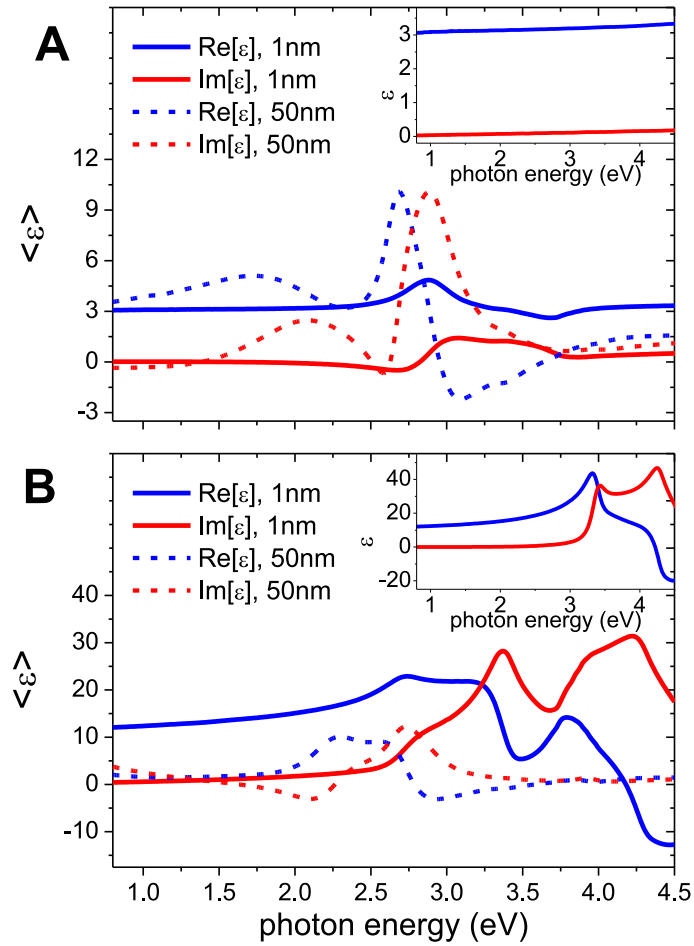 A
Re[ε], 1nm
Im[ε], 1nm
Re[ε], 50nm
Im[ε], 50nm
3
2
1
0
ε
1 2 3 4
photon energy (eV)
12
9
6
3
0
-3
<ε>
B
Re[ε], 1nm
Im[ε], 1nm
Re[ε], 50nm
Im[ε], 50nm
40
20
0
-20
ε
1 2 3 4
photon energy (eV)
40
30
20
10
0
-10
<ε>
1.0 1.5 2.0 2.5 3.0 3.5 4.0 4.5
photon energy (eV)